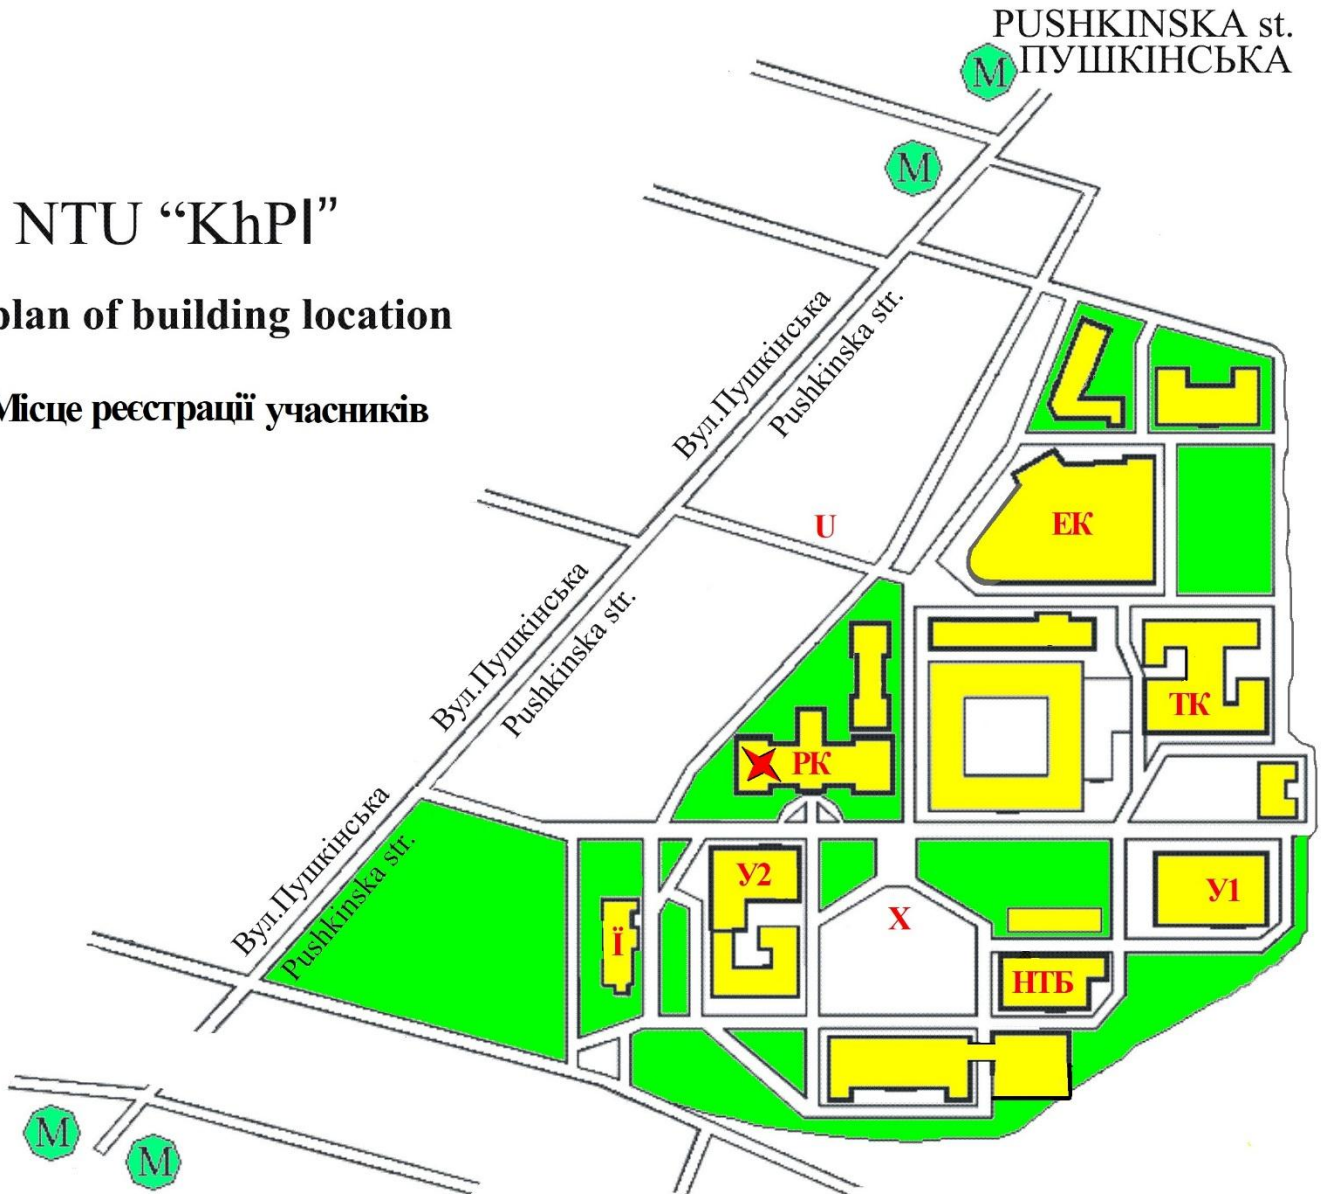 PUSHKINSKA st.
М ПУШКІНСЬКА
М
NTU “KhPI”
plan of building location
Місце реєстрації учасників
Вул.Пушкінська
Pushkinska str.
U
ЕК
Вул.Пушкінська
Pushkinska str.
ТК
РК
Вул.Пушкінська
Pushkinska str.
У2
У1
Х
Ї
НТБ
М
М